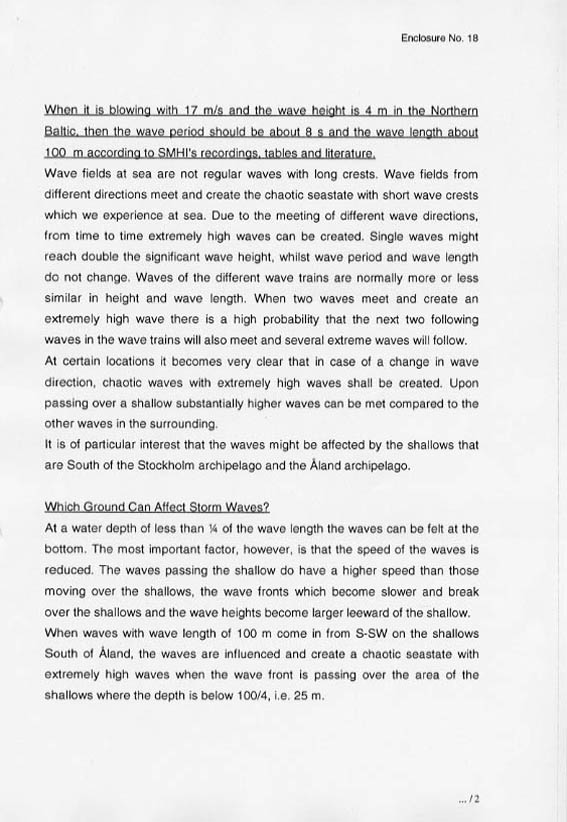 Enclosure No. 18
When it is blowing with 17 m/s and the wave height is 4 m in the Northern
Baltic, then the wave period should be about 8 s and the wave length about
100 m according to SMHI's recordings, tables and literature.
Wave fields at sea are not regular waves with long crests. Wave fields from
different directions meet and create the chaotic seastate with short wave crests
which we experience at sea. Due to the meeting of different wave directions,
from time to time extremely high waves can be created. Single waves might
reach double the significant wave height, whilst wave period and wave length
do not change. Waves of the different wave trains are normally more or less
similar in height and wave length. When two waves meet and create an
extremely high wave there is a high probability that the next two following
waves in the wave trains will also meet and several extreme waves will follow.
At certain locations it becomes very clear that in case of a change in wave
direction, chaotic waves with extremely high waves shall be created. Upon
passing over a shallow substantially higher waves can be met compared to the
other waves in the surrounding.
It is of particular interest that the waves might be affected by the shallows that
are South of the Stockholm archipelago and the Åland archipelago.
Which Ground Can Affect Storm Waves?
At a water depth of less than ¼ of the wave length the waves can be felt at the
bottom. The most important factor, however, is that the speed of the waves is
reduced. The waves passing the shallow do have a higher speed than those
moving over the shallows, the wave fronts which become slower and break
over the shallows and the wave heights become larger leeward of the shallow.
When waves with wave length of 100 m come in from S-SW on the shallows
South of Åland, the waves are influenced and create a chaotic seastate with
extremely high waves when the wave front is passing over the area of the
shallows where the depth is below 100/4, i.e. 25 m.
... / 2